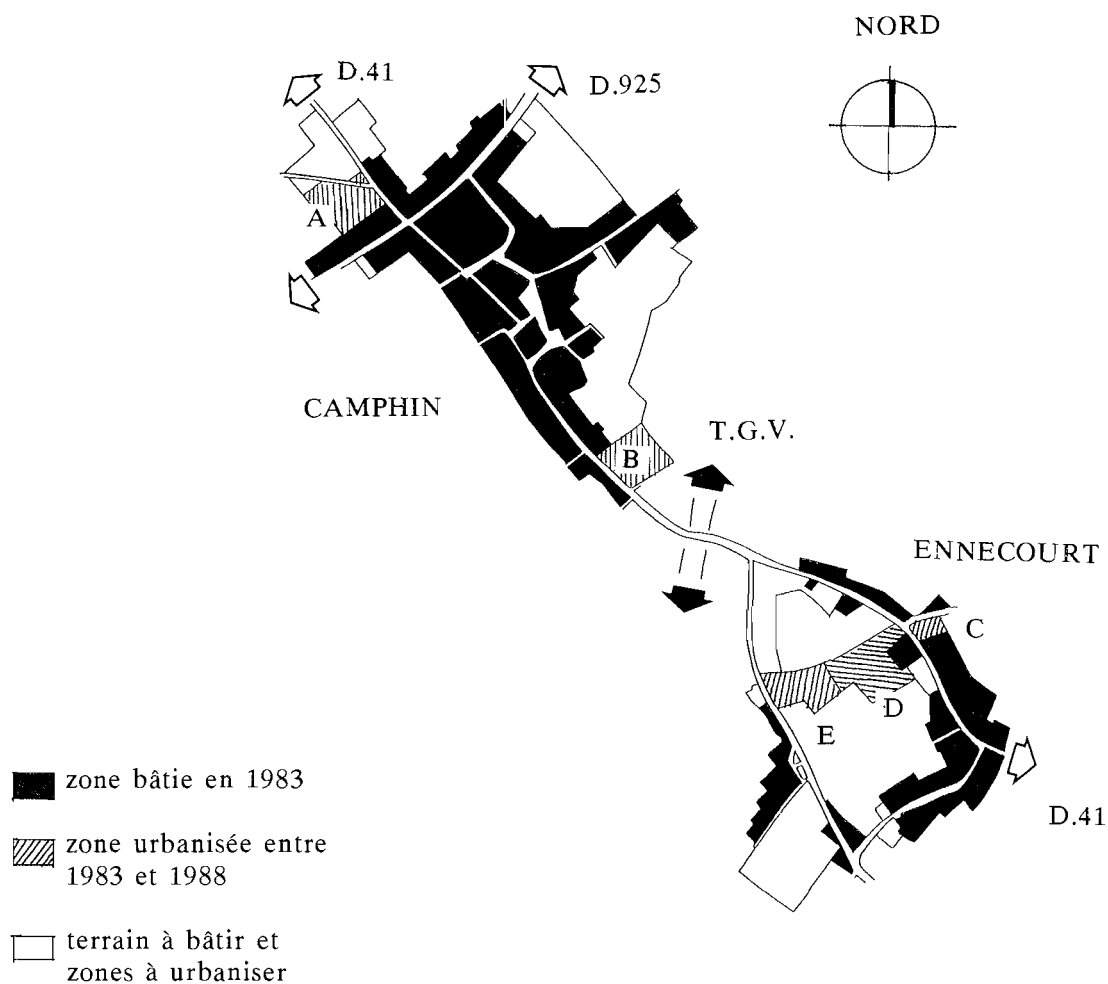 NORD
D.41
D.925
A
CAMPHIN
T.G.V.
B
ENNECOURT
C
D
E
D.41
zone bâtie en 1983
zone urbanisée entre
1983 et 1988
terrain à bâtir et
zones à urbaniser